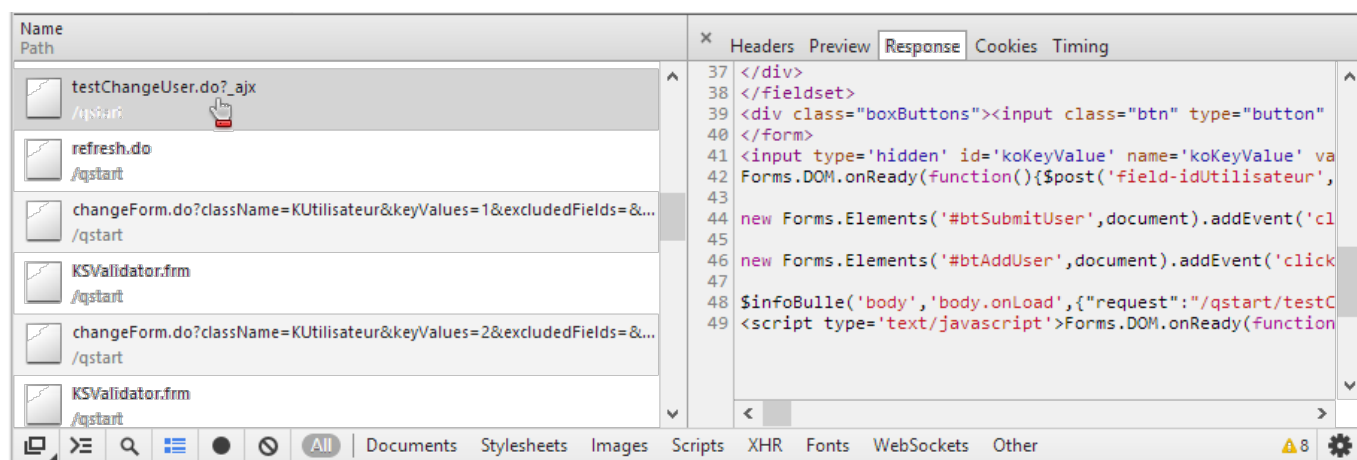 Name
Path
testChangeUser.do?_ajx
/qstart
refresh.do
/qstart
changeForm.do?className=KUtilisateur&keyValues=1&excludedFields=&...
/qstart
KSValidator.frm
/qstart
changeForm.do?className=KUtilisateur&keyValues=2&excludedFields=&...
/qstart
KSValidator.frm
/qstart
× Headers Preview Response Cookies Timing
37 </div>
38 </fieldset>
39 <div class="boxButtons"><input class="btn" type="button"
40 </form>
41 <input type='hidden' id='koKeyValue' name='koKeyValue' va
42 Forms.DOM.onReady(function(){$post('field-idUtilisateur',
43
44 new Forms.Elements('#btSubmitUser',document).addEvent('cl
45
46 new Forms.Elements('#btAddUser',document).addEvent('click
47
48 $infoBulle('body','body.onLoad',{"request":"/qstart/testC
49 <script type='text/javascript'>Forms.DOM.onReady(function
All Documents Stylesheets Images Scripts XHR Fonts WebSockets Other 8